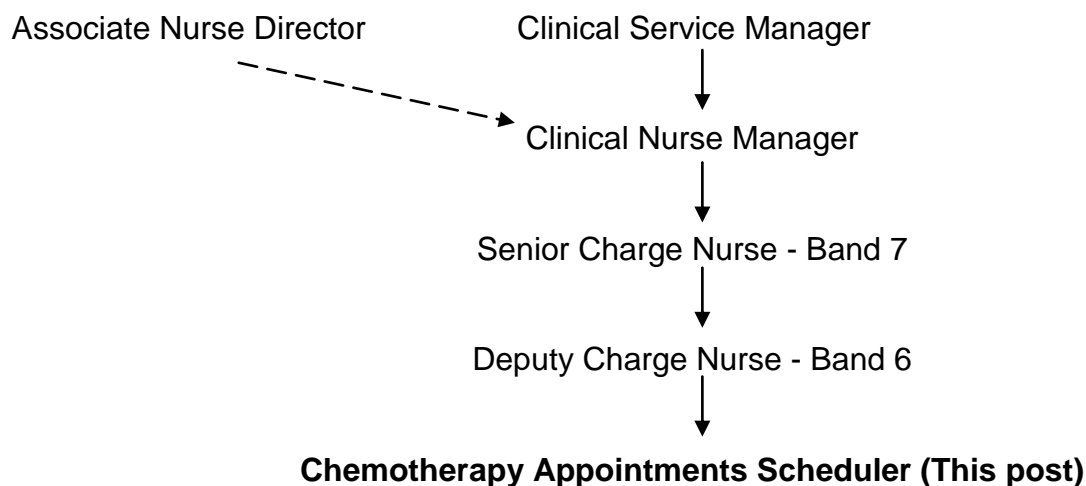 Associate Nurse Director
Clinical Service Manager
Clinical Nurse Manager
Senior Charge Nurse - Band 7
Deputy Charge Nurse - Band 6
Chemotherapy Appointments Scheduler (This post)